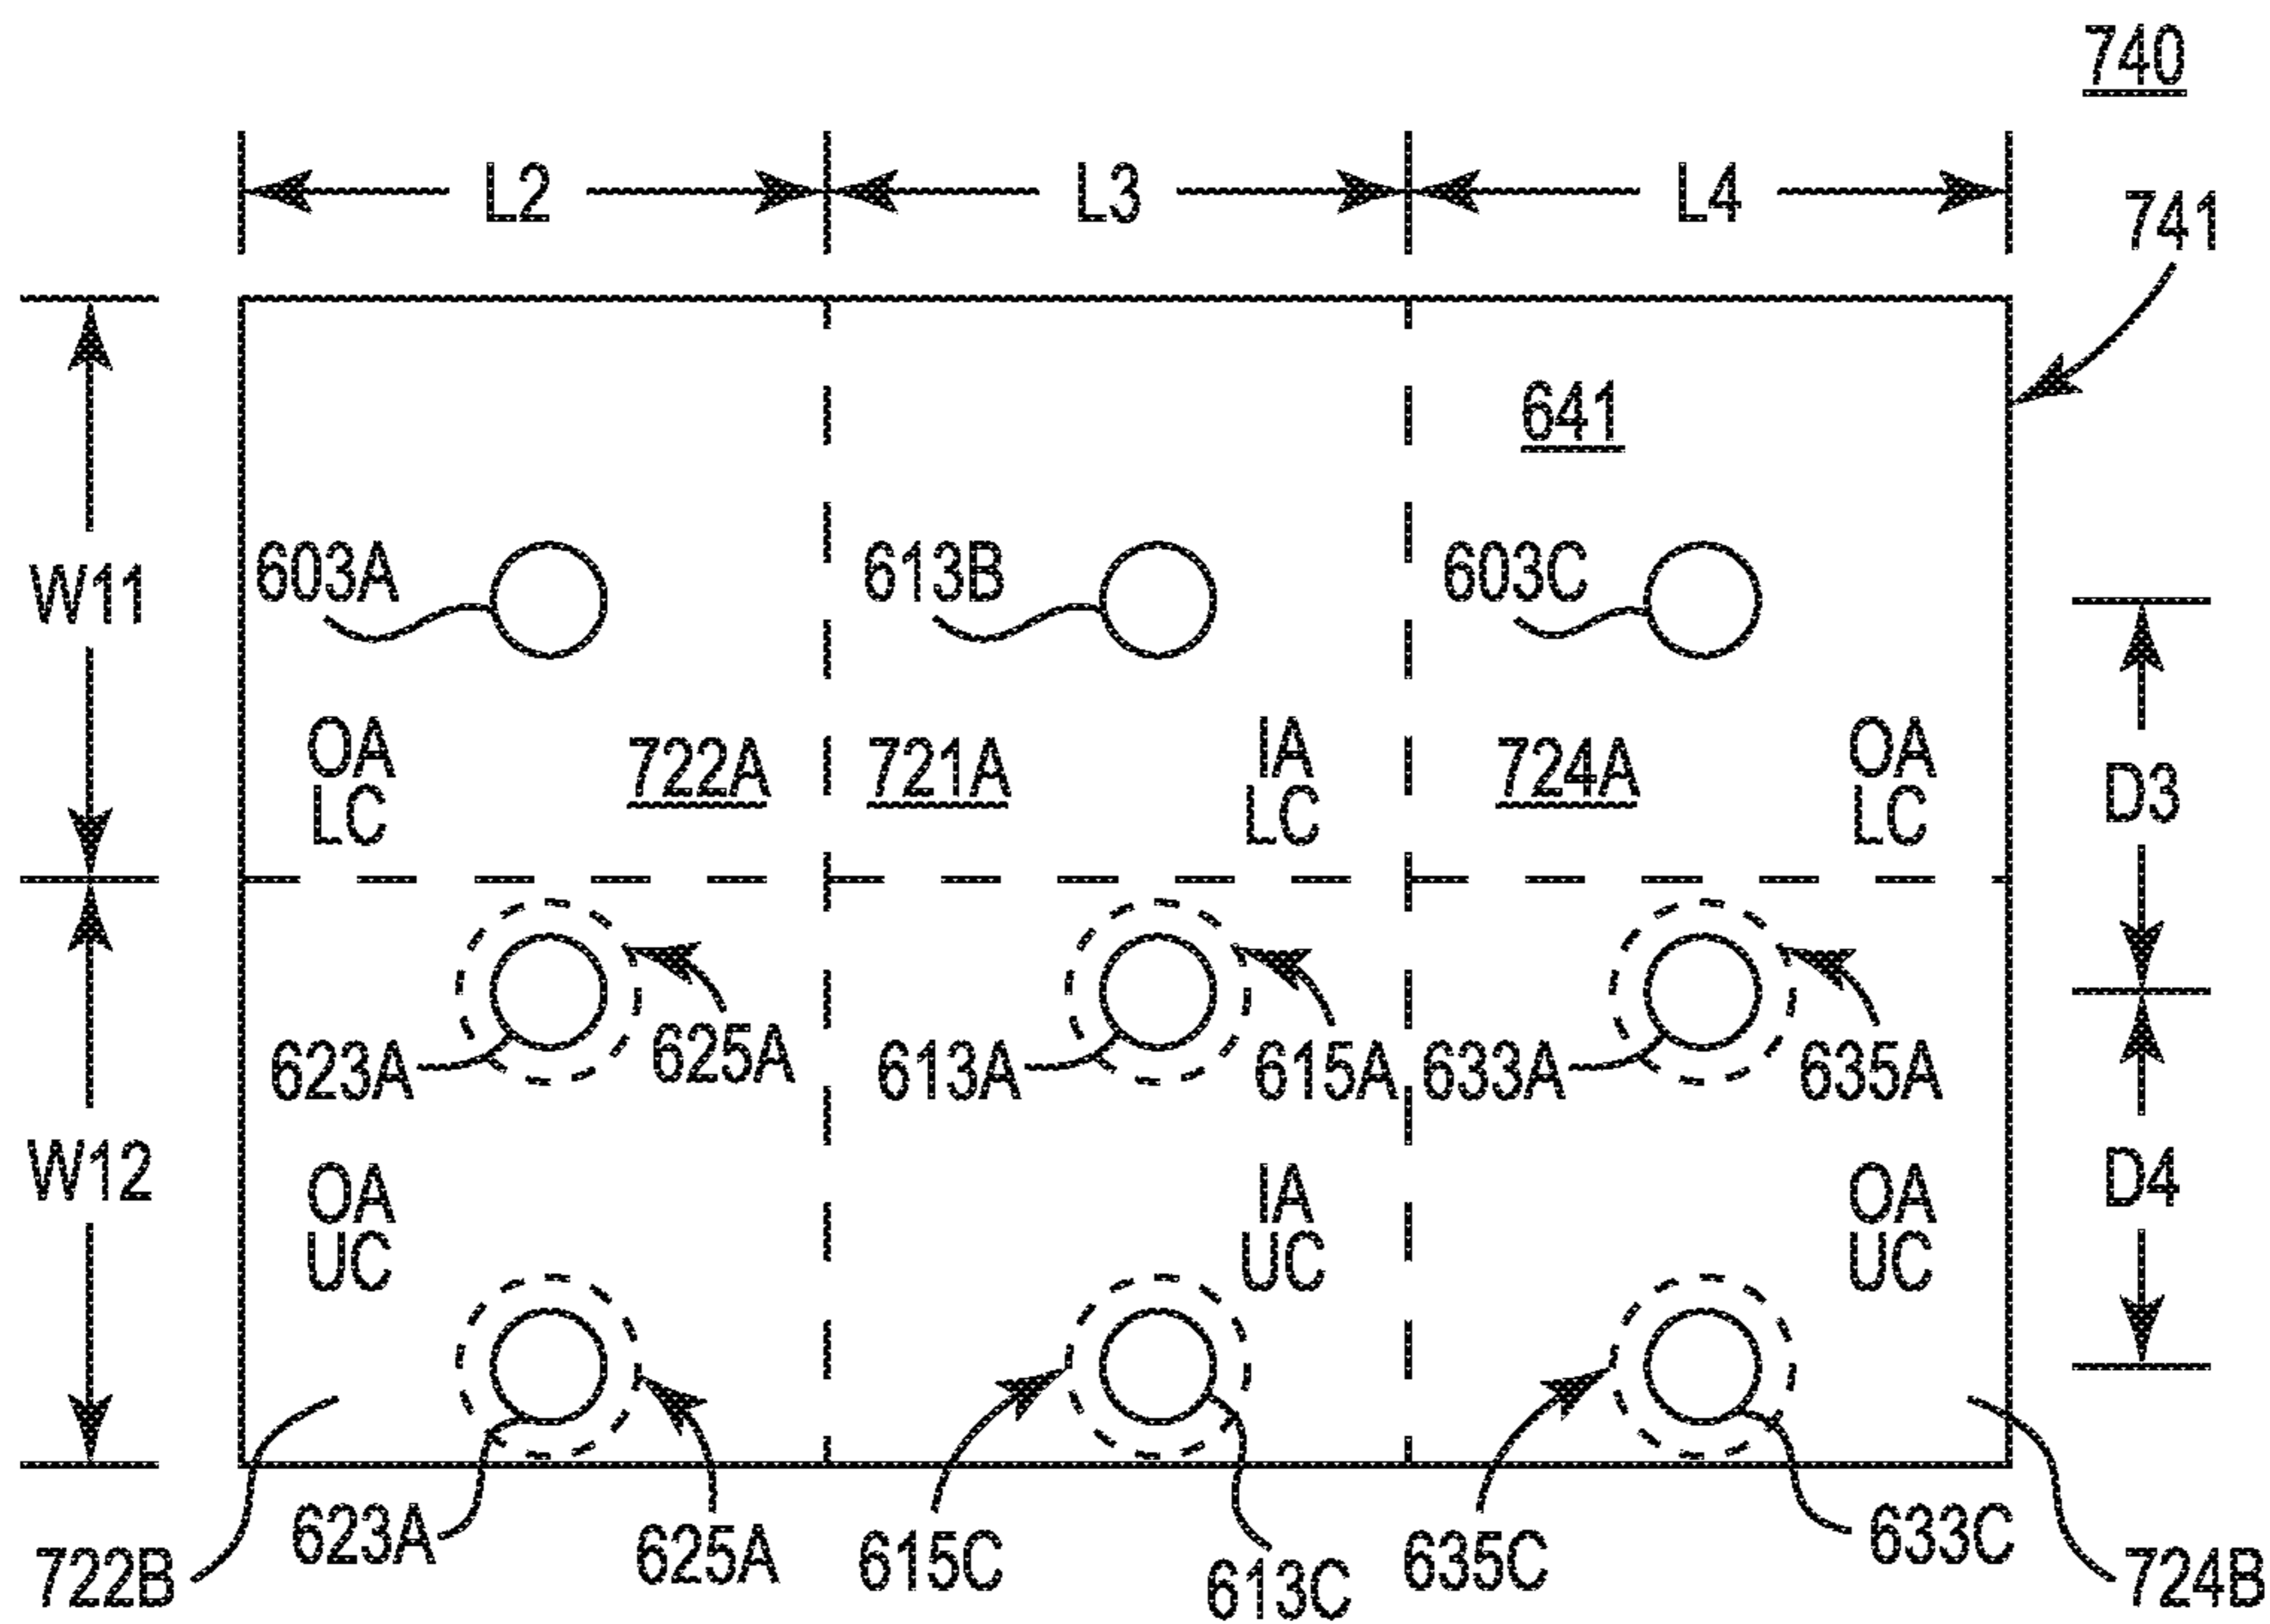 740
L2 L3 L4
741
641
W11 603A 613B 603C
OA 722A 721A IA 724A OA D3
LC LC LC
623A 625A 613A 615A 633A 635A
W12 OA IA OA D4
UC UC UC
722B 623A 625A 615C 613C 635C 633C 724B